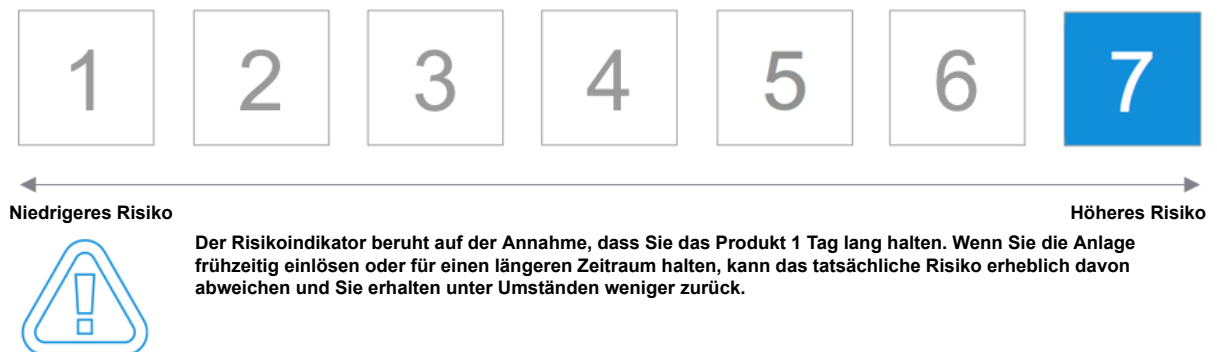 1 2 3 4 5 6 7
Niedrigeres Risiko Höheres Risiko
Der Risikoindikator beruht auf der Annahme, dass Sie das Produkt 1 Tag lang halten. Wenn Sie die Anlage
frühzeitig einlösen oder für einen längeren Zeitraum halten, kann das tatsächliche Risiko erheblich davon
abweichen und Sie erhalten unter Umständen weniger zurück.